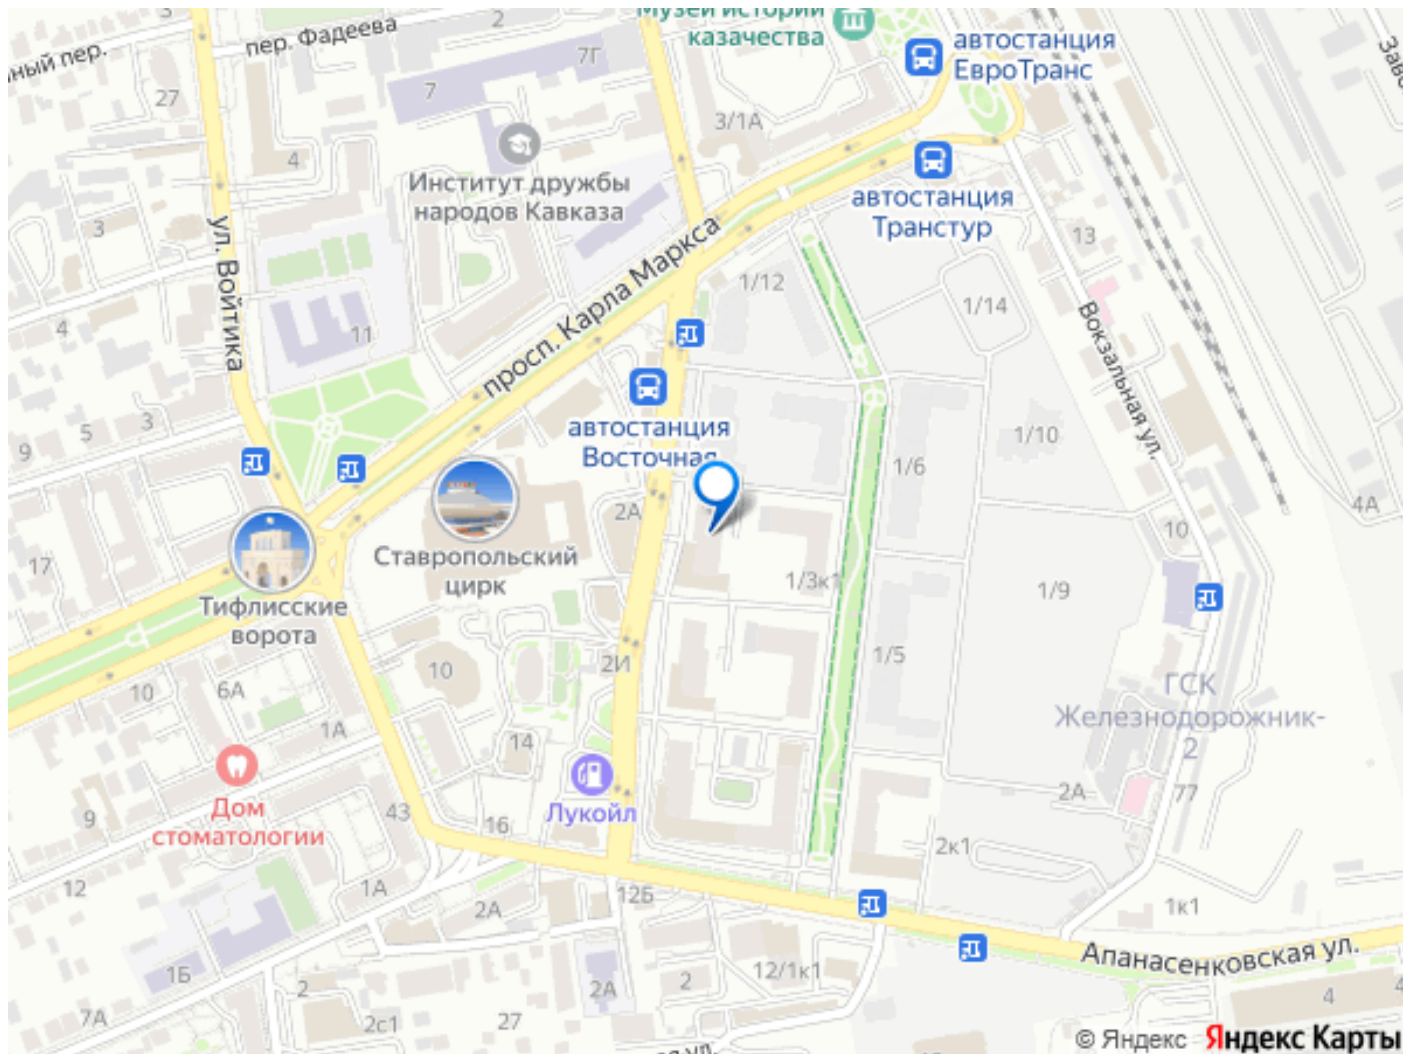 Музей истории
казачества
автостанция
ЕвроТранс
пер. Фадеева
ный пер.
2
7Г
7
27
3/1А
4
Институт дружбы
народов Кавказа
автостанция
Транстур
3
ул. Войтика
просп. Карла Маркса
13
1/12
1/14
Вокзальная ул.
4
11
автостанция
Восточная
3
5
9
1/10
1/6
4А
2А
10
17
Ставропольский
цирк
1/3к1
1/9
Тифлисские
ворота
2И
10
1/5
10
6А
ГСК
Железнодорожник-
2
1А
14
Лукойл
2А
77
Дом
стоматологии
9
43
16
2к1
12
1А
2А
12Б
1к1
Апанасенковская ул.
1Б
2
2А
2
12/1к1
4
4
7А
2с1
27
ул.
© Яндекс Яндекс Карты